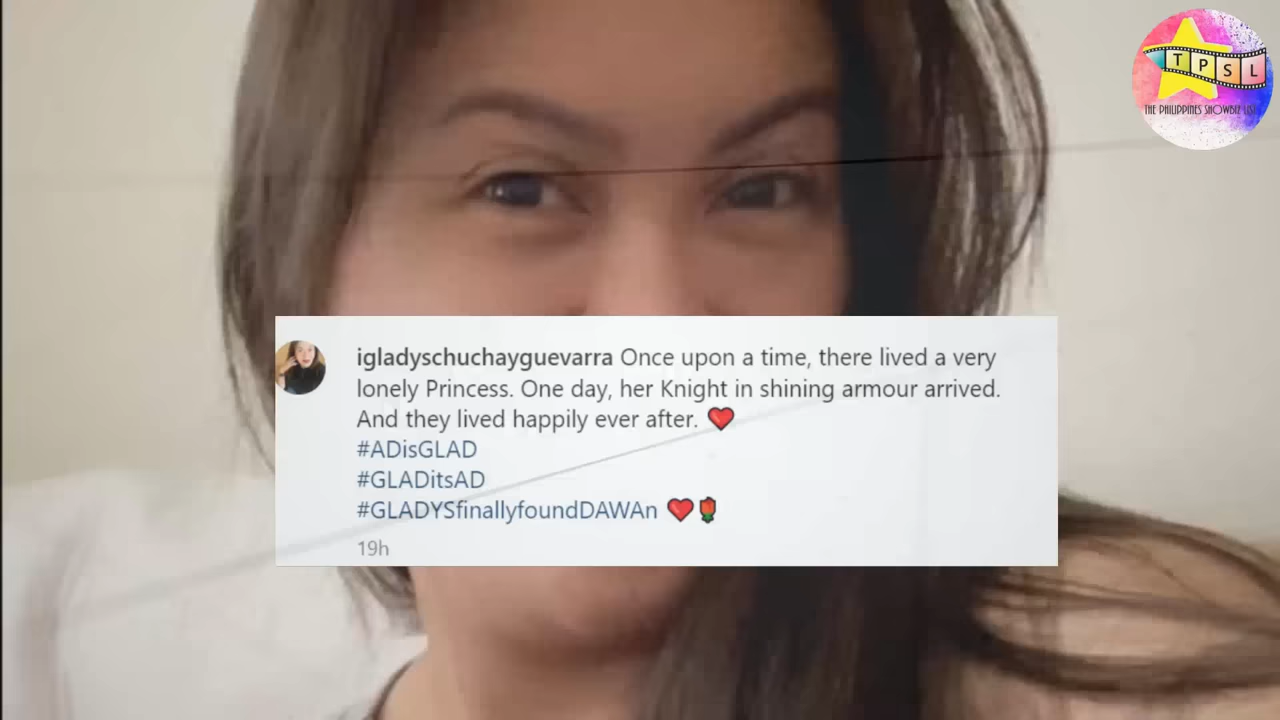 T P S L
THE PHILIPPINES SHOWBIZ LIST
igladyschuchayguevarra Once upon a time, there lived a very
lonely Princess. One day, her Knight in shining armour arrived.
And they lived happily ever after. ❤️
#ADisGLAD
#GLADitsAD
#GLADYSfinallyfoundDAWAn ❤️🌹
19h